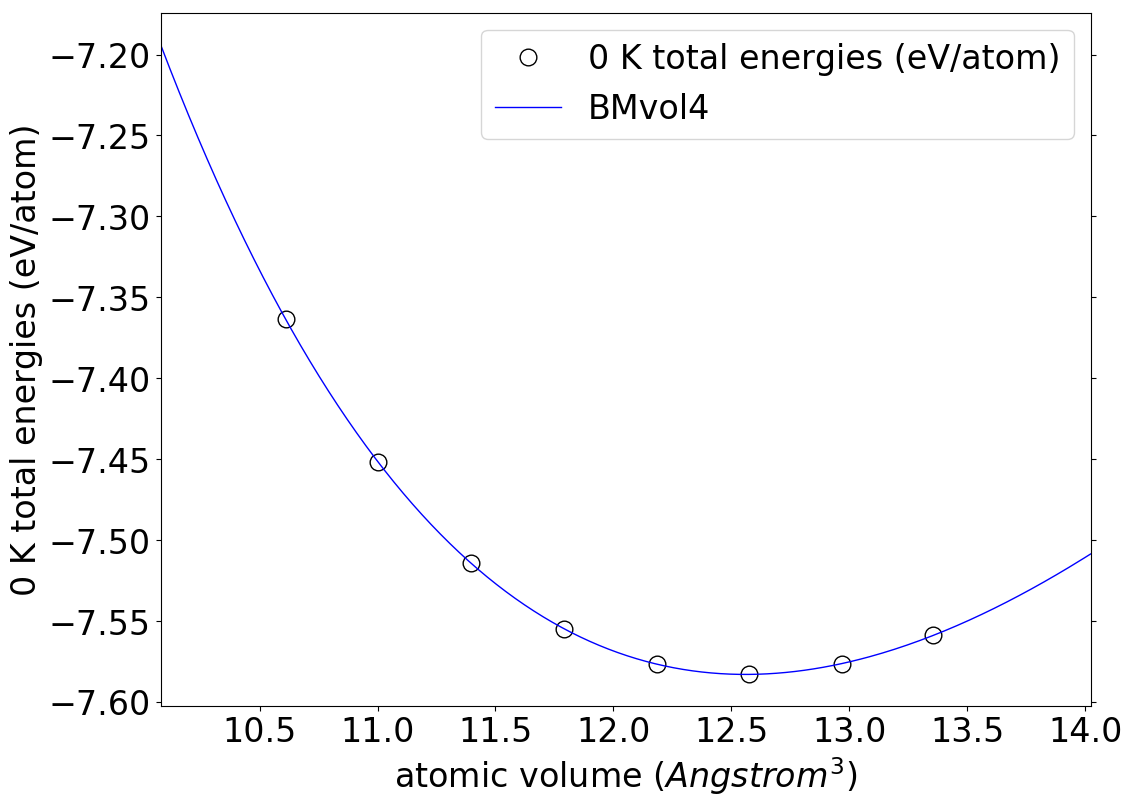 0 K total energies (eV/atom)
BMvol4
0 K total energies (eV/atom)
−7.20
−7.25
−7.30
−7.35
−7.40
−7.45
−7.50
−7.55
−7.60
10.5 11.0 11.5 12.0 12.5 13.0 13.5 14.0
atomic volume (Angstrom³)